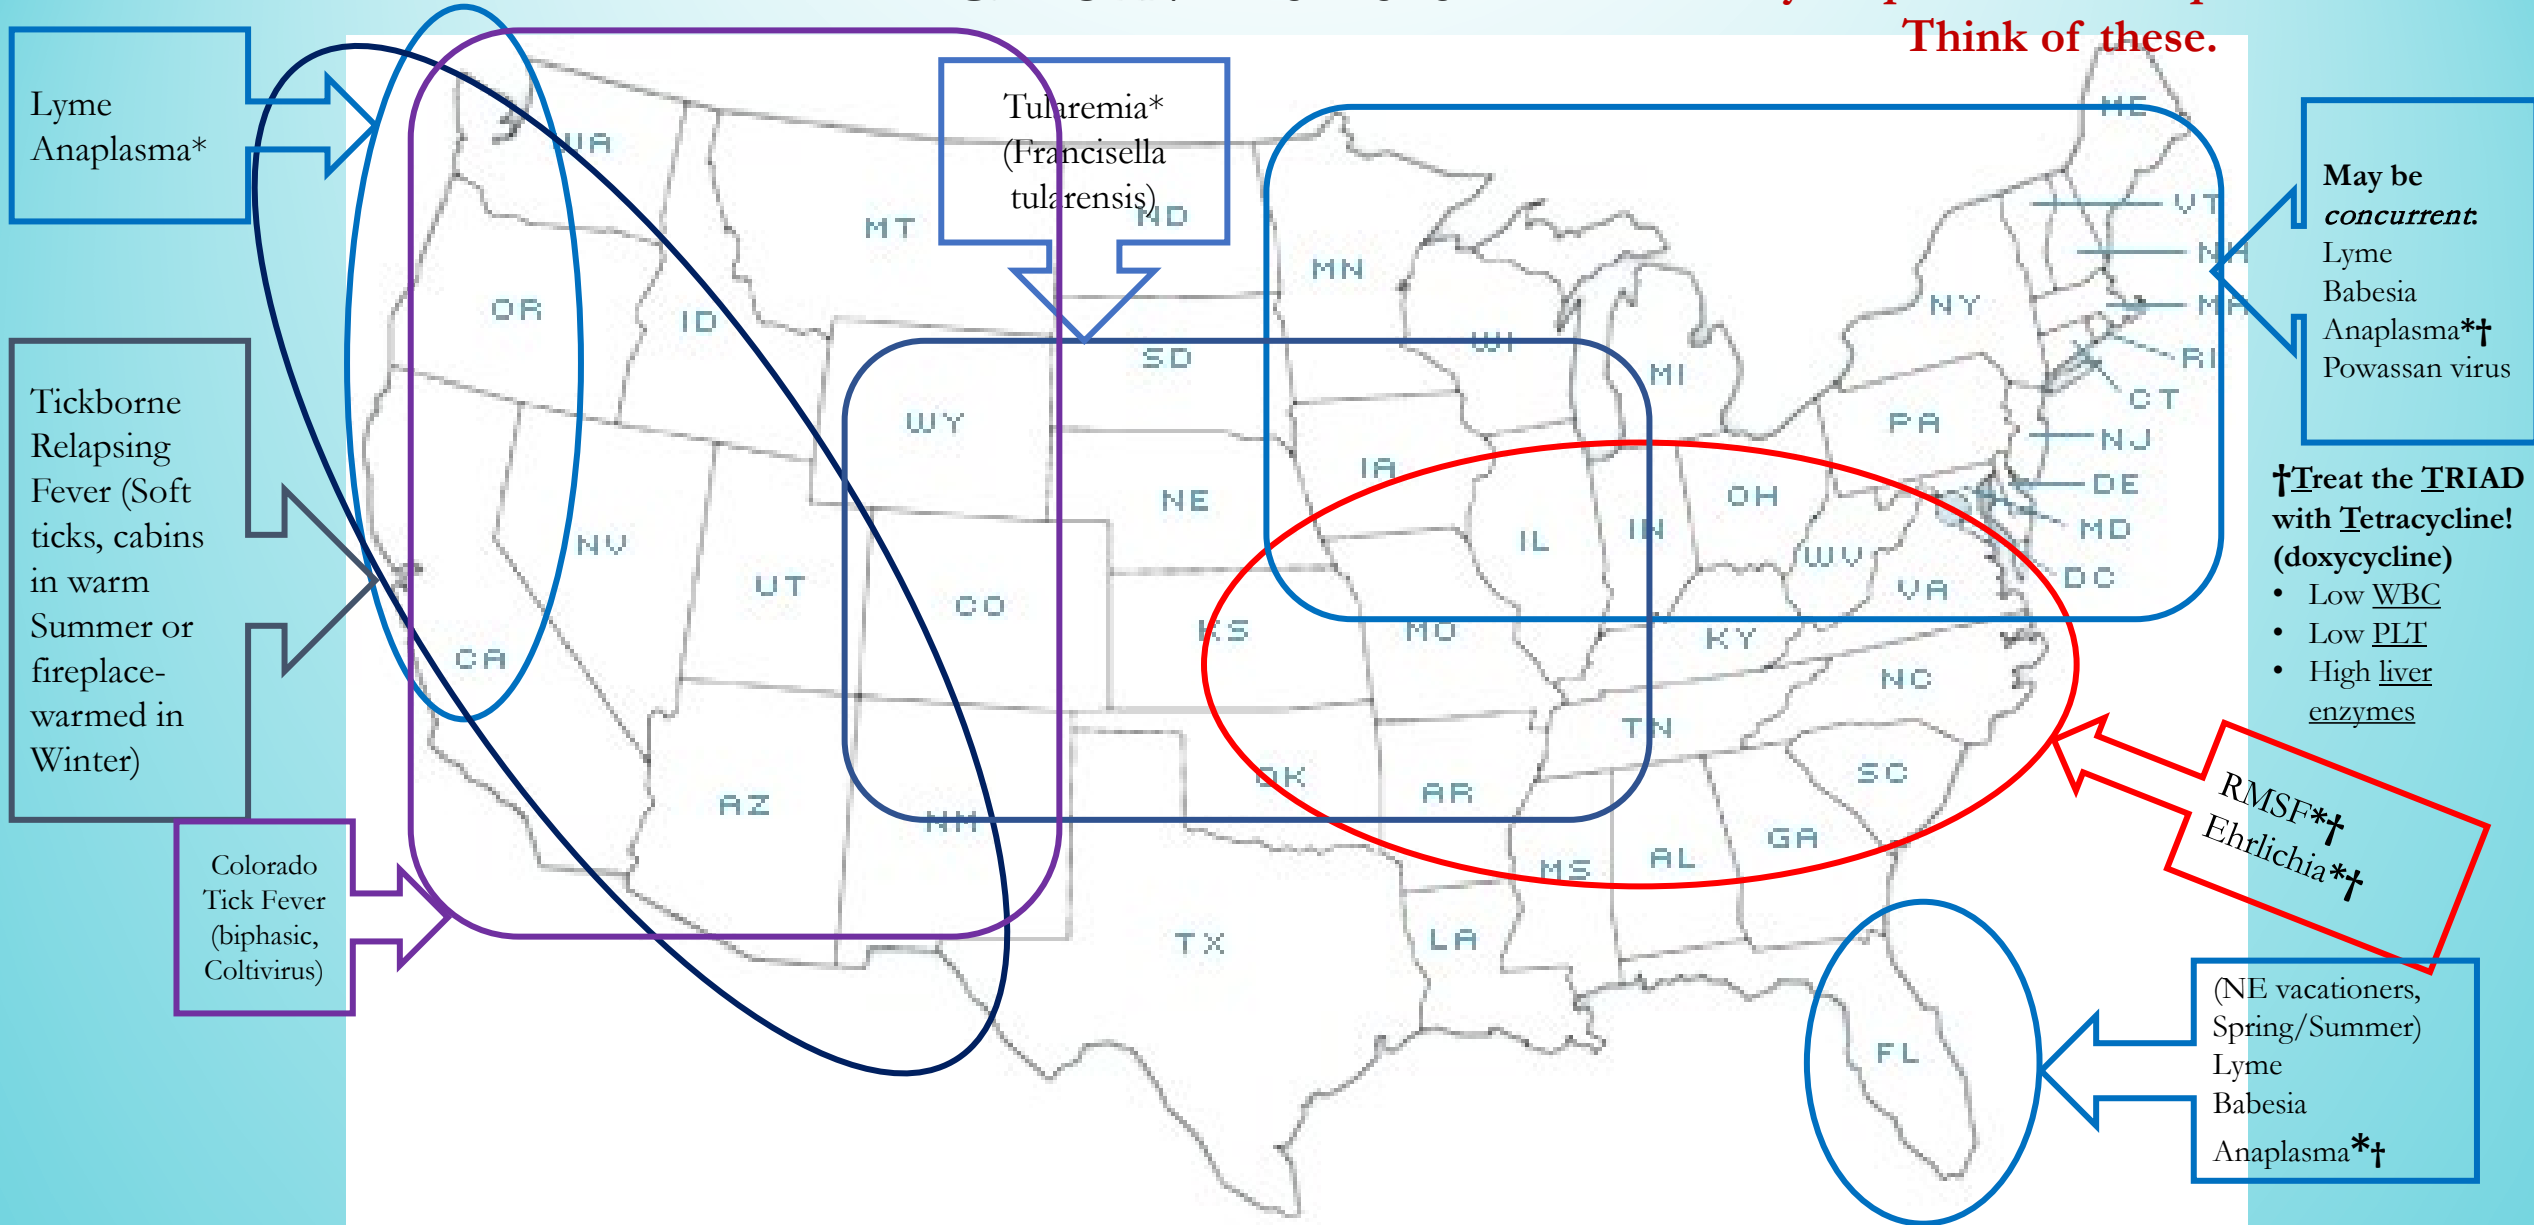 Think of these.
Lyme
Anaplasma*
Tularemia*
(Francisella
tularensis)
May be
concurrent:
Lyme
Babesia
Anaplasma*†
Powassan virus
Tickborne
Relapsing
Fever (Soft
ticks, cabins
in warm
Summer or
fireplace-
warmed in
Winter)
†Treat the TRIAD
with Tetracycline!
(doxycycline)
• Low WBC
• Low PLT
• High liver
enzymes
Colorado
Tick Fever
(biphasic,
Coltivirus)
RMSF*†
Ehrlichia*†
(NE vacationers,
Spring/Summer)
Lyme
Babesia
Anaplasma*†
WA
MT
ND
MN
ME
VT
NH
MA
RI
CT
NJ
DE
MD
DC
OR
ID
SD
WI
MI
NY
WY
IA
PA
NE
OH
NV
UT
CO
IL
IN
WV
VA
KS
MO
KY
CA
NC
TN
AZ
NM
OK
AR
SC
MS
AL
GA
TX
LA
FL